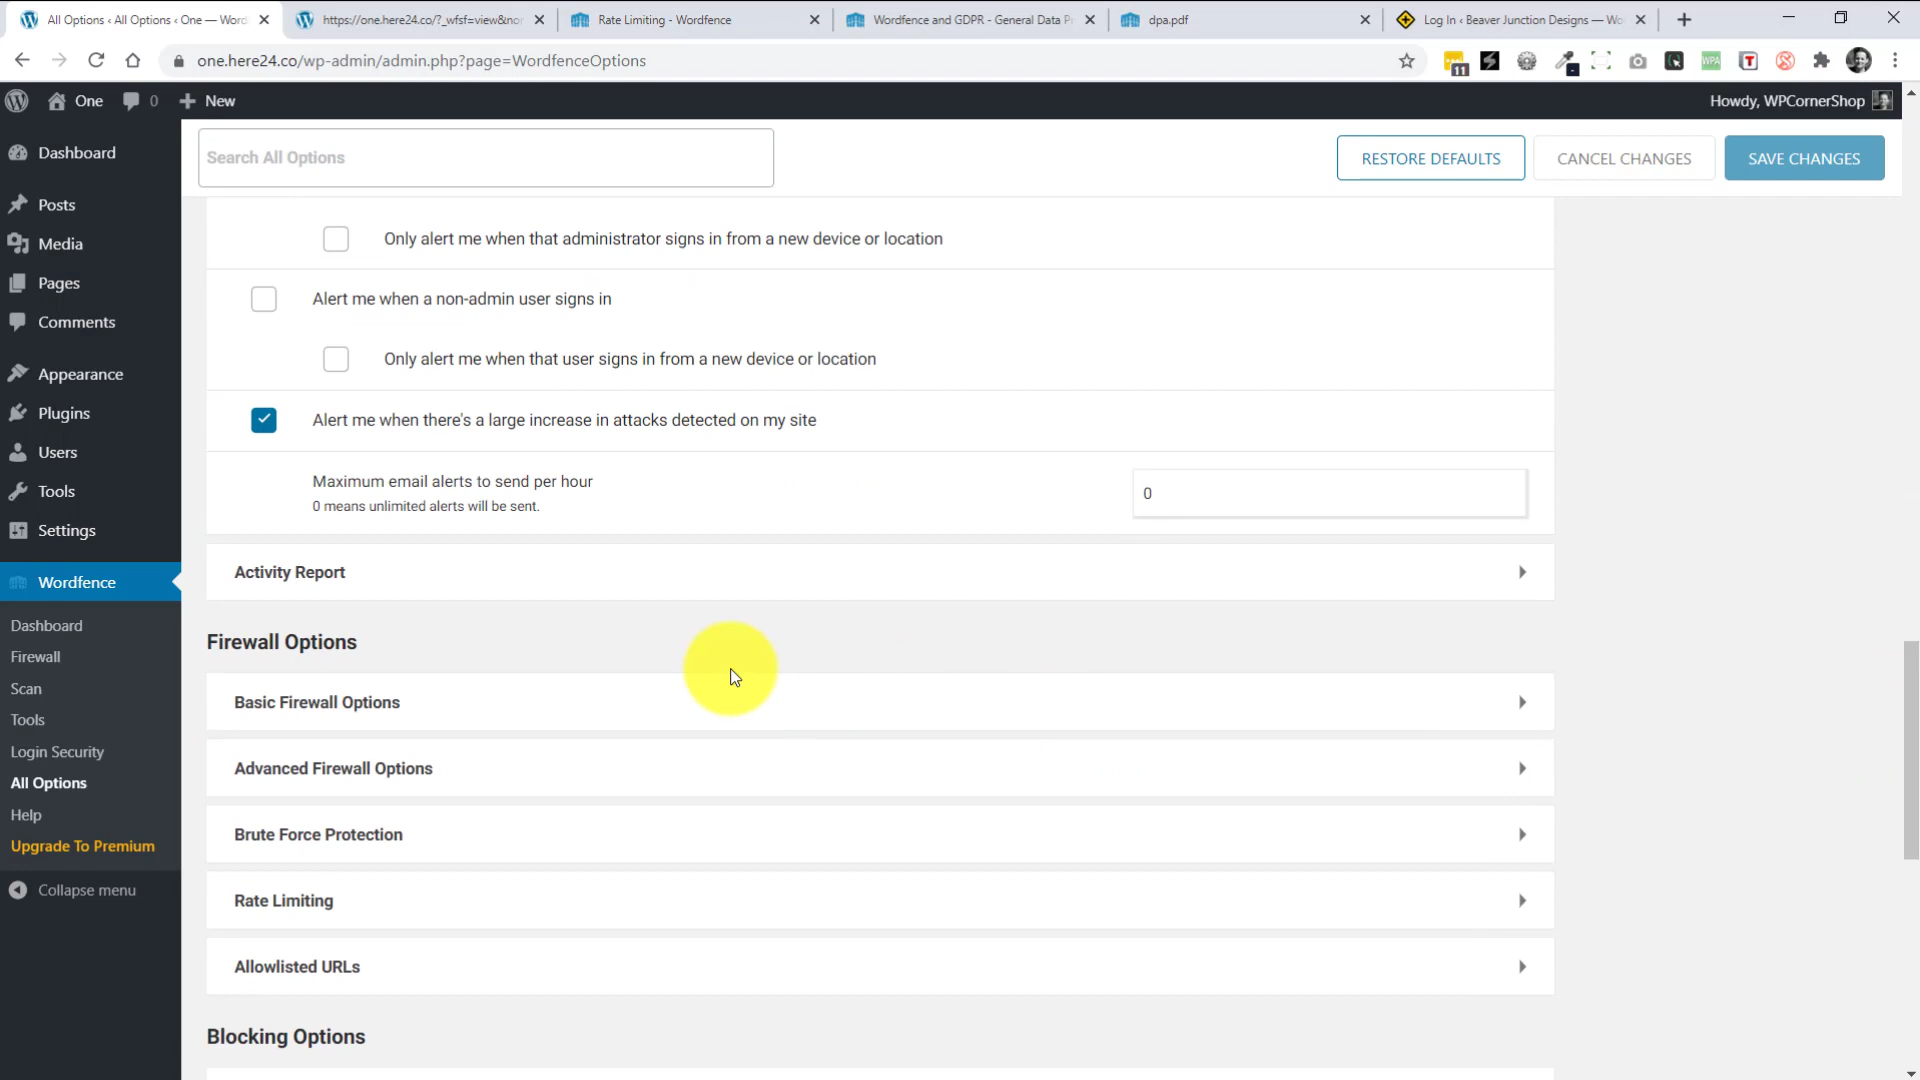 All Options ‹ All Options ‹ One — Word
https://one.here24.co/?_wfsf=view&nor
Rate Limiting - Wordfence
Wordfence and GDPR - General Data P
dpa.pdf
Log In ‹ Beaver Junction Designs — Wo
one.here24.co/wp-admin/admin.php?page=WordfenceOptions
11
WPA
One
0
New
Howdy, WPCornerShop
Search All Options
RESTORE DEFAULTS
CANCEL CHANGES
SAVE CHANGES
Dashboard
Posts
Media
Pages
Comments
Appearance
Plugins
Users
Tools
Settings
Wordfence
Dashboard
Firewall
Scan
Tools
Login Security
All Options
Help
Upgrade To Premium
Collapse menu
Only alert me when that administrator signs in from a new device or location
Alert me when a non-admin user signs in
Only alert me when that user signs in from a new device or location
Alert me when there's a large increase in attacks detected on my site
Maximum email alerts to send per hour
0
0 means unlimited alerts will be sent.
Activity Report
Firewall Options
Basic Firewall Options
Advanced Firewall Options
Brute Force Protection
Rate Limiting
Allowlisted URLs
Blocking Options